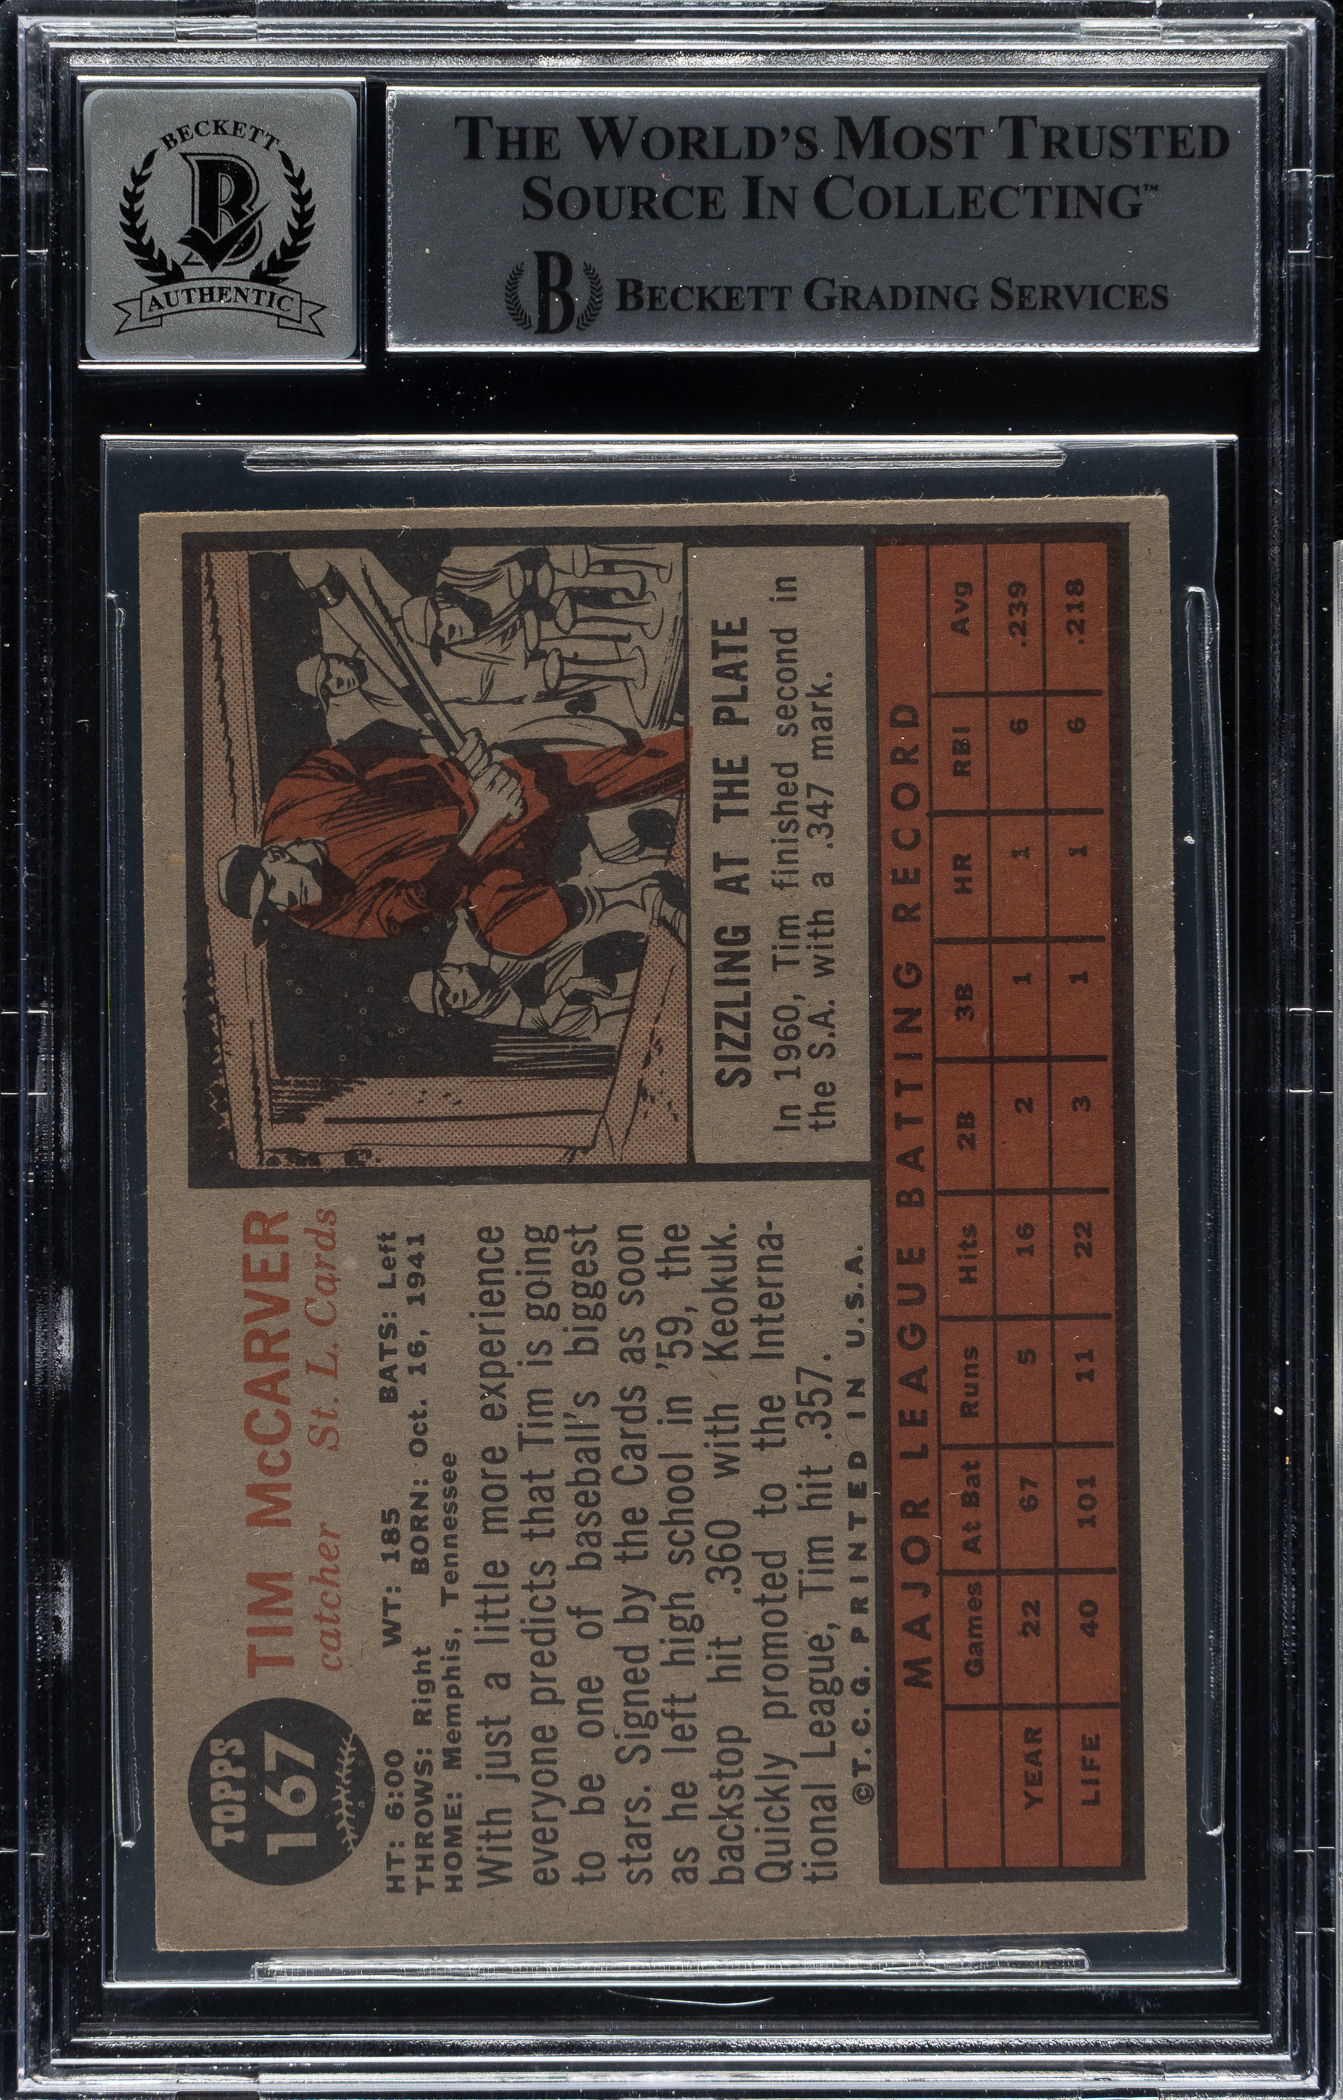 BECKETT
B
AUTHENTIC
THE WORLD'S MOST TRUSTED
SOURCE IN COLLECTING™
B BECKETT GRADING SERVICES
TOPPS
167
TIM McCARVER
catcher St. L. Cards
HT: 6:00 WT: 185 BATS: Left
THROWS: Right BORN: Oct. 16, 1941
HOME: Memphis, Tennessee
With just a little more experience
everyone predicts that Tim is going
to be one of baseball's biggest
stars. Signed by the Cards as soon
as he left high school in '59, the
backstop hit .360 with Keokuk.
Quickly promoted to the Interna-
tional League, Tim hit .357.
©T. C. G. PRINTED IN U.S.A.
SIZZLING AT THE PLATE
In 1960, Tim finished second in
the S.A. with a .347 mark.
MAJOR LEAGUE BATTING RECORD
Games At Bat Runs Hits 2B 3B HR RBI Avg
YEAR 22 67 5 16 2 1 1 6 .239
LIFE 40 101 11 22 3 1 1 6 .218